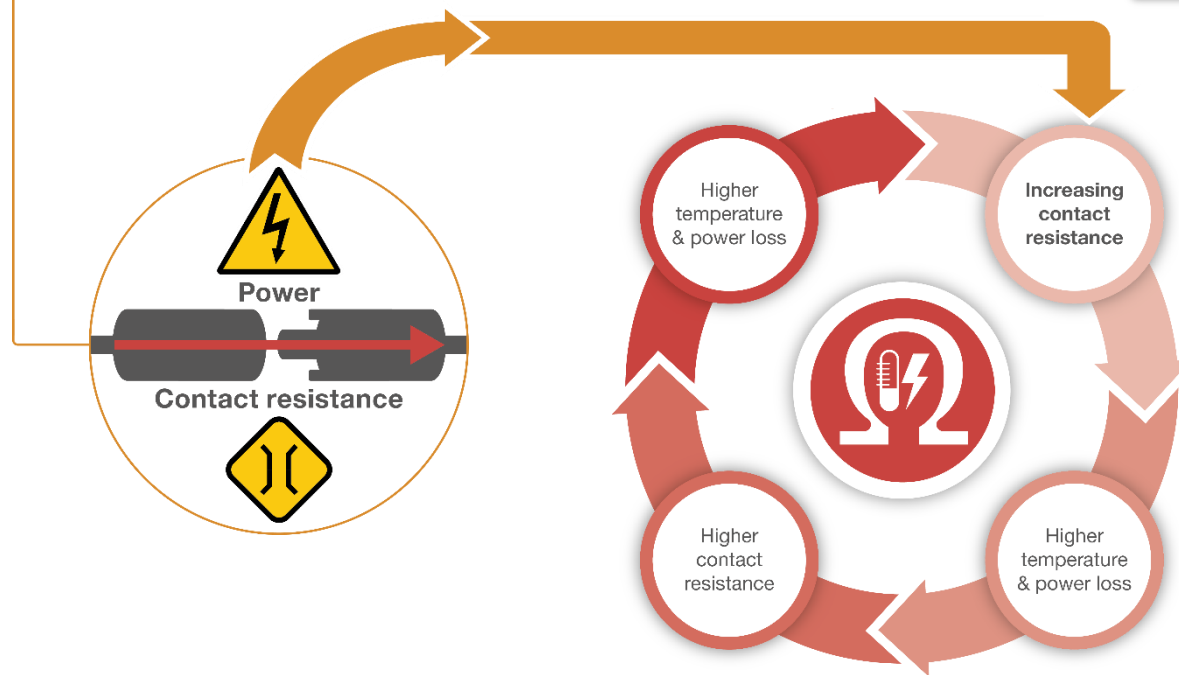 Power
Contact resistance
Higher
temperature
& power loss
Increasing
contact
resistance
Higher
contact
resistance
Higher
temperature
& power loss